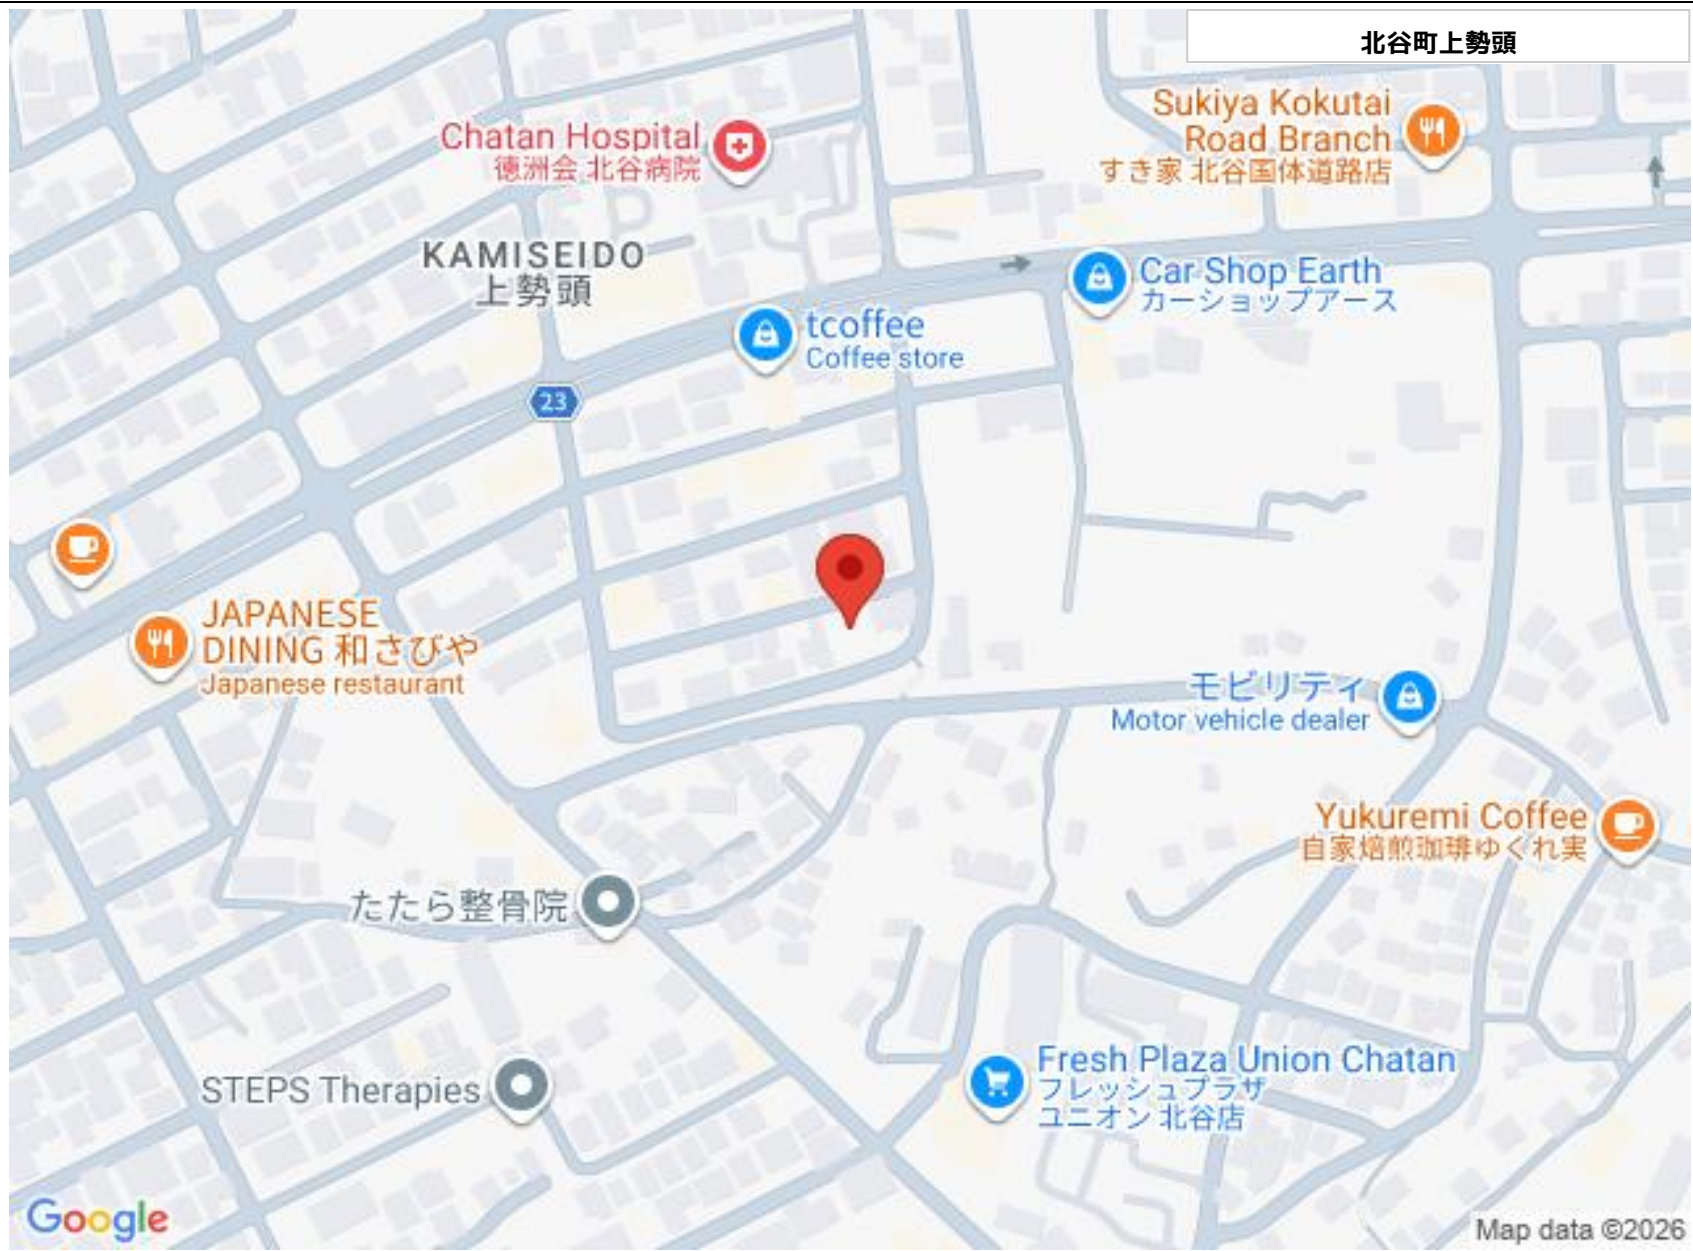 北谷町上勢頭
Sukiya Kokutai
Road Branch
すき家 北谷国体道路店
Chatan Hospital
徳洲会 北谷病院
KAMISEIDO
上勢頭
Car Shop Earth
カーショップアース
tcoffee
Coffee store
23
JAPANESE
DINING 和さびや
Japanese restaurant
モビリティ
Motor vehicle dealer
Yukuremi Coffee
自家焙煎珈琲ゆくれ実
たたら整骨院
STEPS Therapies
Fresh Plaza Union Chatan
フレッシュプラザ
ユニオン 北谷店
Google
Map data ©2026